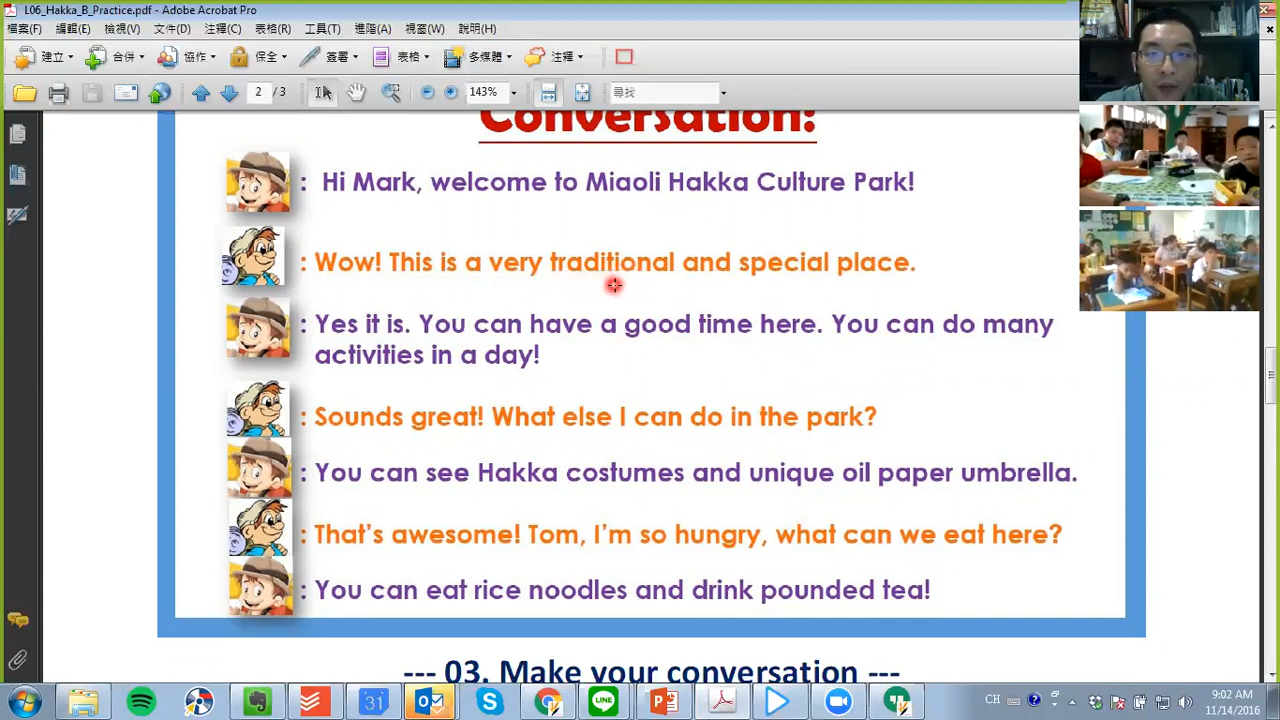 L06_Hakka_B_Practice.pdf - Adobe Acrobat Pro
檔案(F) 編輯(E) 檢視(V) 文件(D) 注釋(C) 表格(R) 工具(T) 進階(A) 視窗(W) 說明(H)
建立 合併 協作 保全 簽署 表格 多媒體 注釋
2 / 3 143% 尋找
Conversation:
: Hi Mark, welcome to Miaoli Hakka Culture Park!
: Wow! This is a very traditional and special place.
: Yes it is. You can have a good time here. You can do many
activities in a day!
: Sounds great! What else I can do in the park?
: You can see Hakka costumes and unique oil paper umbrella.
: That's awesome! Tom, I'm so hungry, what can we eat here?
: You can eat rice noodles and drink pounded tea!
--- 03. Make your conversation ---
31
LINE
CH
9:02 AM
11/14/2016